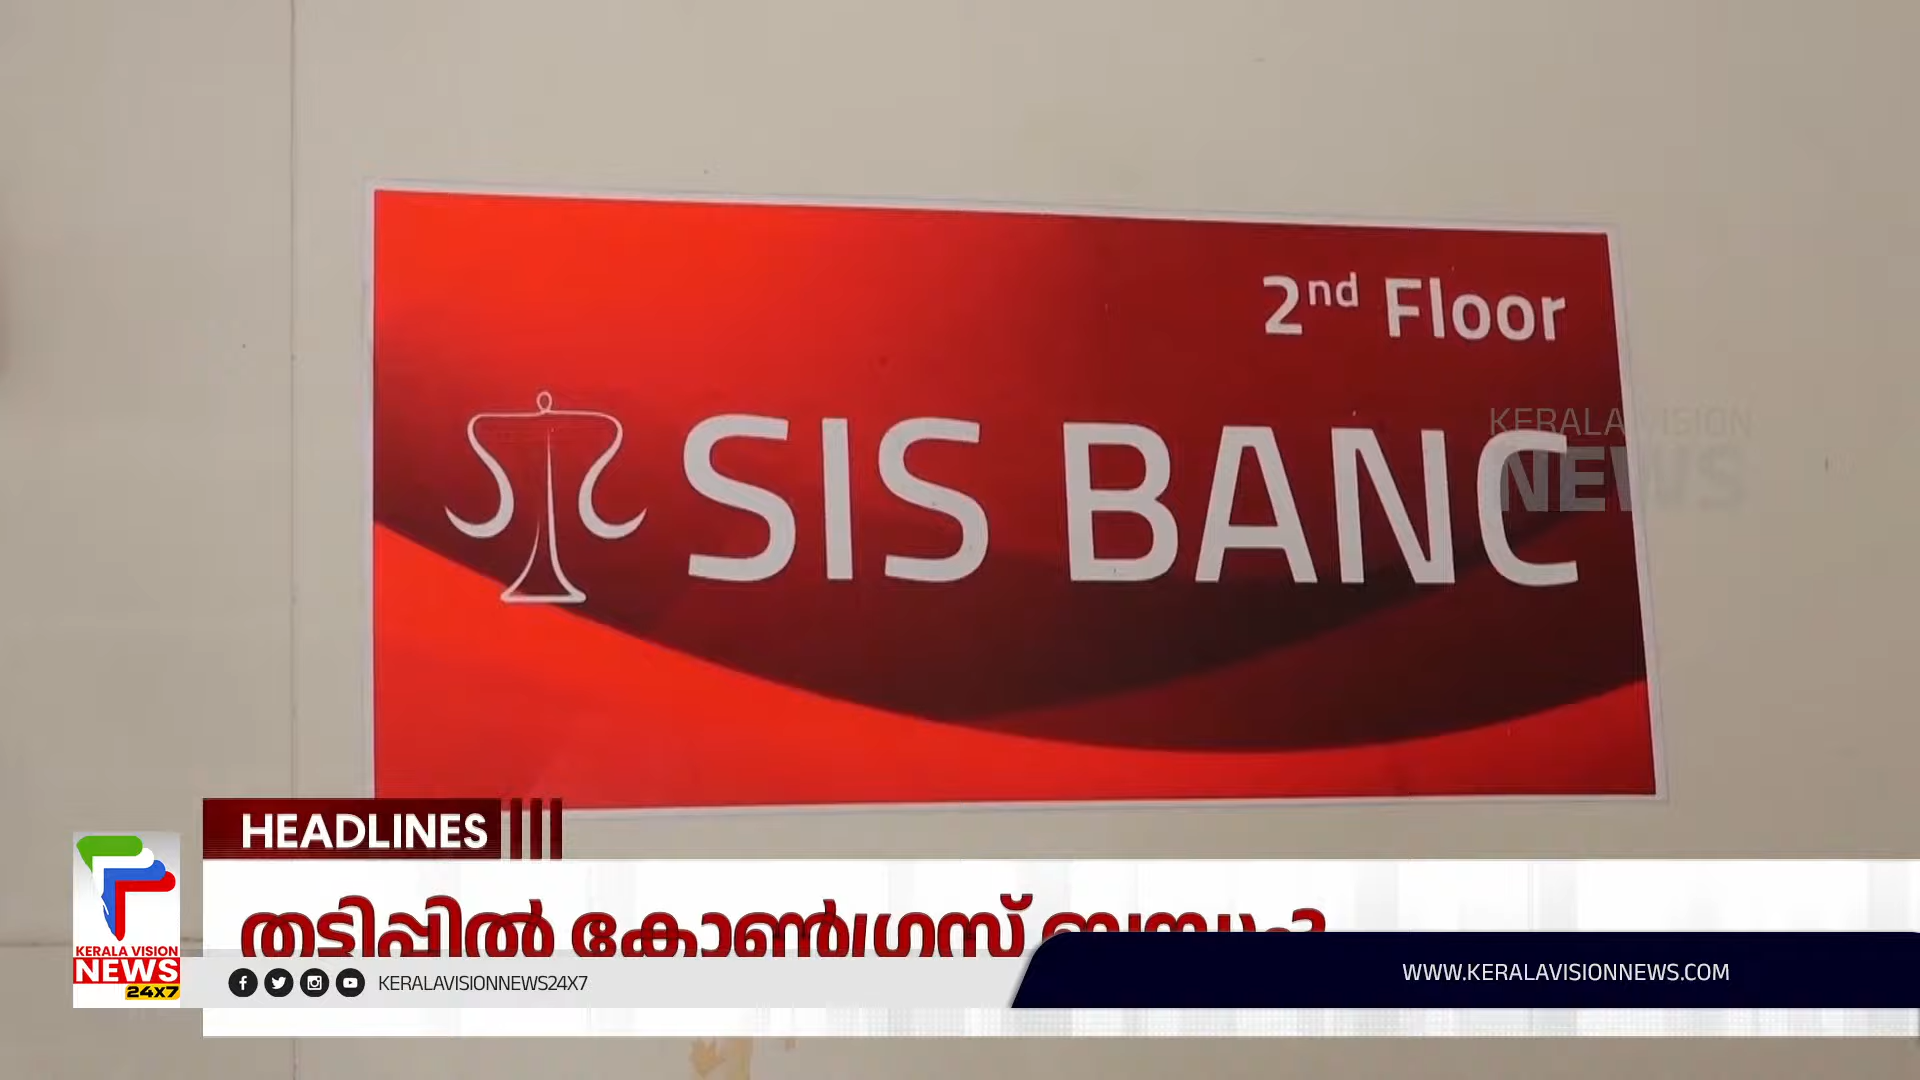 2nd Floor
SIS BANC
KERALA VISION
NEWS
HEADLINES
തട്ടിപ്പിൽ കോൺഗ്രസ്
KERALA VISION
NEWS
24x7
KERALAVISIONNEWS24X7
WWW.KERALAVISIONNEWS.COM